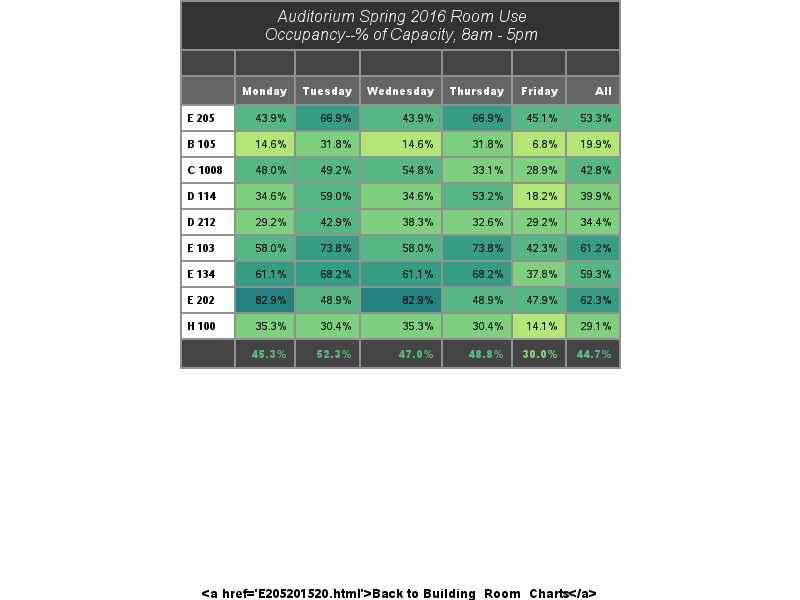 Auditorium Spring 2016 Room Use
Occupancy--% of Capacity, 8am - 5pm
Monday Tuesday Wednesday Thursday Friday All
E 205 43.9% 66.9% 43.9% 66.9% 45.1% 53.3%
B 105 14.6% 31.8% 14.6% 31.8% 6.8% 19.9%
C 1008 48.0% 49.2% 54.8% 33.1% 28.9% 42.8%
D 114 34.6% 59.0% 34.6% 53.2% 18.2% 39.9%
D 212 29.2% 42.9% 38.3% 32.6% 29.2% 34.4%
E 103 58.0% 73.8% 58.0% 73.8% 42.3% 61.2%
E 134 61.1% 68.2% 61.1% 68.2% 37.8% 59.3%
E 202 82.9% 48.9% 82.9% 48.9% 47.9% 62.3%
H 100 35.3% 30.4% 35.3% 30.4% 14.1% 29.1%
45.3% 52.3% 47.0% 48.8% 30.0% 44.7%
<a href='E205201520.html'>Back to Building_Room_Charts</a>